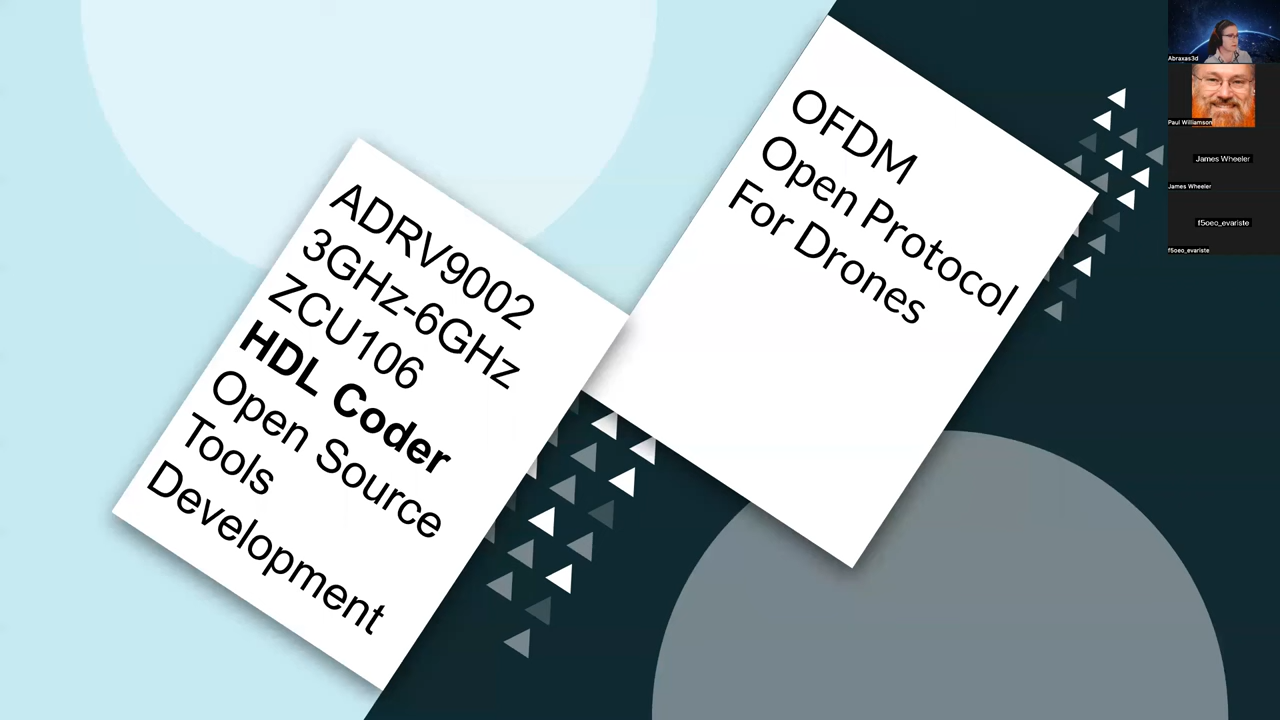 ADRV9002
3GHz-6GHz
ZCU106
HDL Coder
Open Source
Tools
Development
OFDM
Open Protocol
For Drones
Abraxas3d
Paul Williamson
James Wheeler
James Wheeler
f5oeo_evariste
f5oeo_evariste